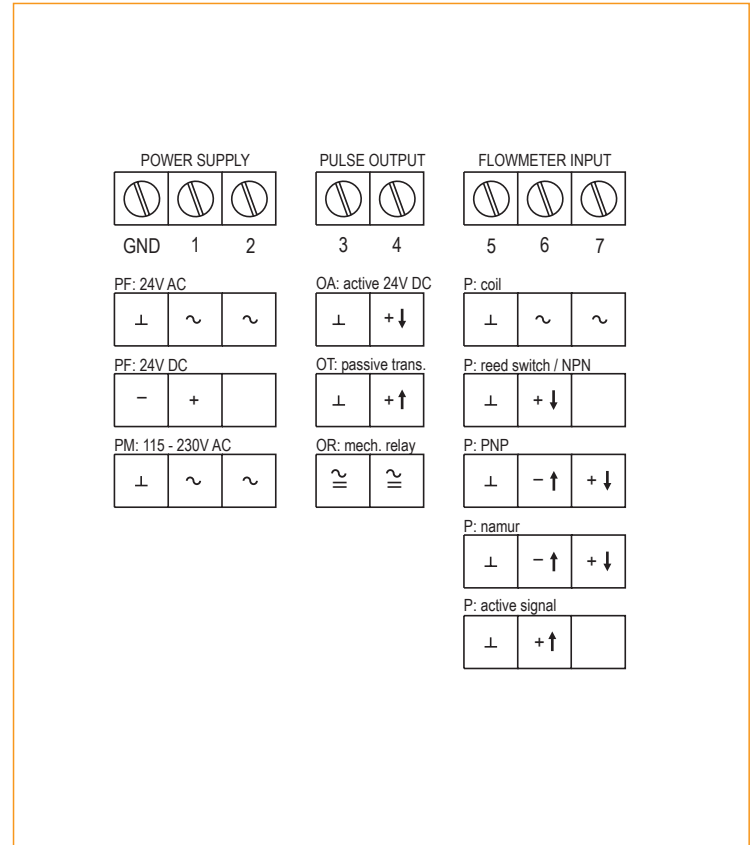 POWER SUPPLY
PULSE OUTPUT
FLOWMETER INPUT
GND 1 2
3 4
5 6 7
PF: 24V AC
OA: active 24V DC
P: coil
⊥ ~ ~
⊥ +↓
⊥ ~ ~
PF: 24V DC
OT: passive trans.
P: reed switch / NPN
− +
⊥ +↑
⊥ +↓
PM: 115 - 230V AC
OR: mech. relay
P: PNP
⊥ ~ ~
≅ ≅
⊥ −↑ +↓
P: namur
⊥ −↑ +↓
P: active signal
⊥ +↑